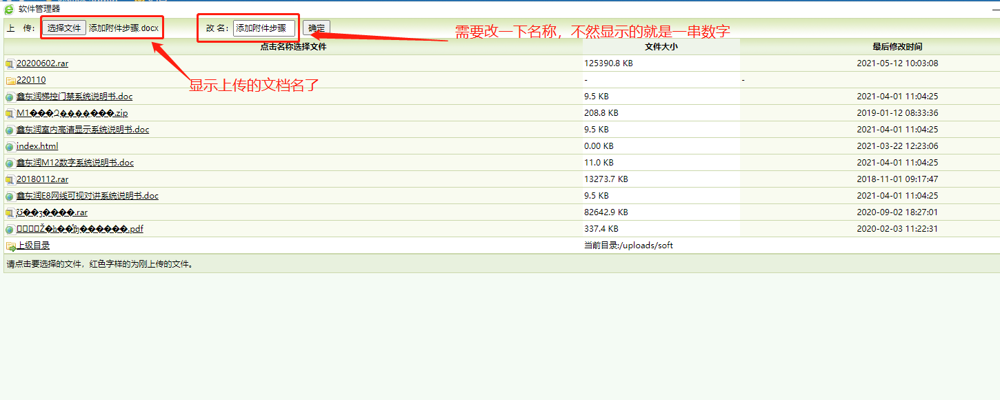 软件管理器
上 传： 选择文件 添加附件步骤.docx 改 名： 添加附件步骤 确定
需要改一下名称，不然显示的就是一串数字
点击名称选择文件 文件大小 最后修改时间
20200602.rar 125390.8 KB 2021-05-12 10:03:08
220110 - -
显示上传的文档名了
鑫东润梯控门禁系统说明书.doc 9.5 KB 2021-04-01 11:04:25
M1 .zip 208.8 KB 2019-01-12 08:33:36
鑫东润室内高清显示系统说明书.doc 9.5 KB 2021-04-01 11:04:25
index.html 0.00 KB 2021-03-22 12:23:06
鑫东润M12数字系统说明书.doc 11.0 KB 2021-04-01 11:04:25
20180112.rar 13273.7 KB 2018-11-01 09:17:47
鑫东润E8网线可视对讲系统说明书.doc 9.5 KB 2021-04-01 11:04:25
.rar 82642.9 KB 2020-09-02 18:27:01
.pdf 337.4 KB 2020-02-03 11:22:31
上级目录 当前目录:/uploads/soft
请点击要选择的文件，红色字样的为刚上传的文件。